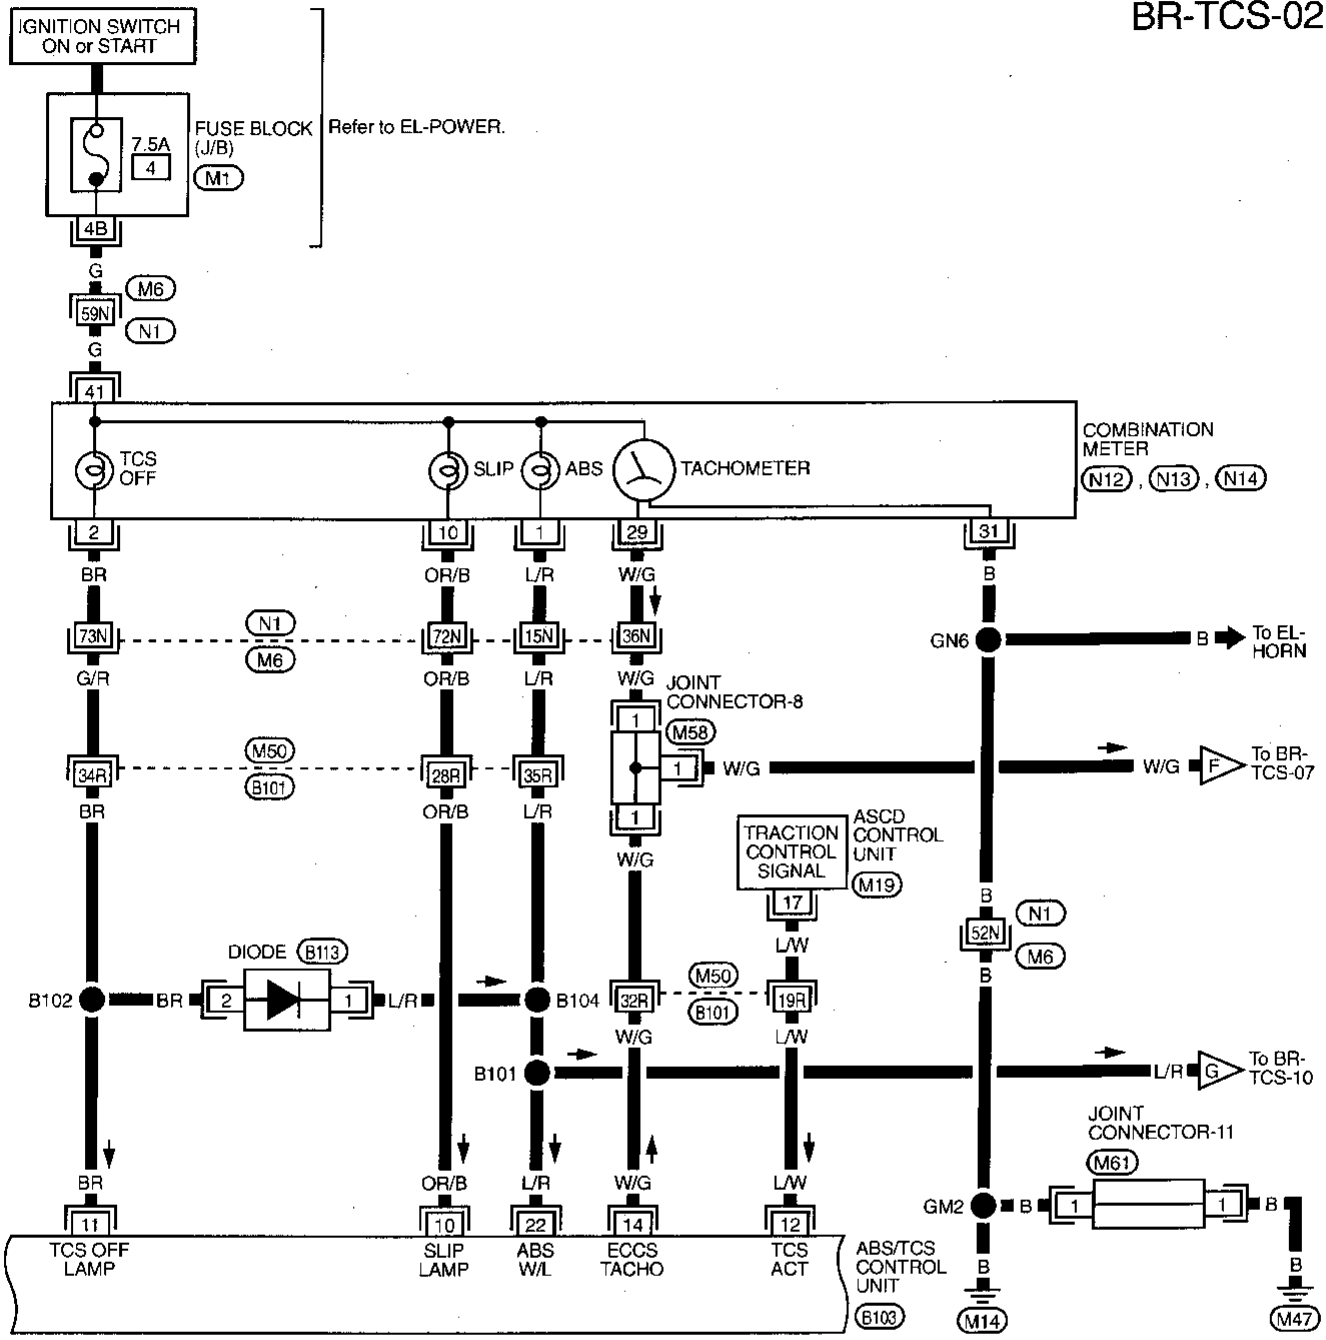 BR-TCS-02
IGNITION SWITCH
ON or START
FUSE BLOCK
(J/B)
M1
Refer to EL-POWER.
7.5A
4
4B
G
M6
59N
N1
G
41
COMBINATION
METER
N12 , N13 , N14
TCS
OFF
SLIP
ABS
TACHOMETER
2
10
1
29
31
BR
OR/B
L/R
W/G
B
73N
N1
M6
72N
15N
36N
GN6
B
To EL-
HORN
G/R
OR/B
L/R
W/G
JOINT
CONNECTOR-8
M58
1
1
1
W/G
W/G
F
To BR-
TCS-07
34R
M50
B101
28R
35R
BR
OR/B
L/R
W/G
TRACTION
CONTROL
SIGNAL
ASCD
CONTROL
UNIT
M19
17
L/W
B
52N
N1
M6
B
DIODE B113
B102
BR
2
1
L/R
B104
32R
M50
B101
19R
W/G
L/W
B101
L/R
G
To BR-
TCS-10
JOINT
CONNECTOR-11
M61
BR
OR/B
L/R
W/G
L/W
GM2
B
1
1
B
11
10
22
14
12
TCS OFF
LAMP
SLIP
LAMP
ABS
W/L
ECCS
TACHO
TCS
ACT
ABS/TCS
CONTROL
UNIT
B103
B
M14
B
M47